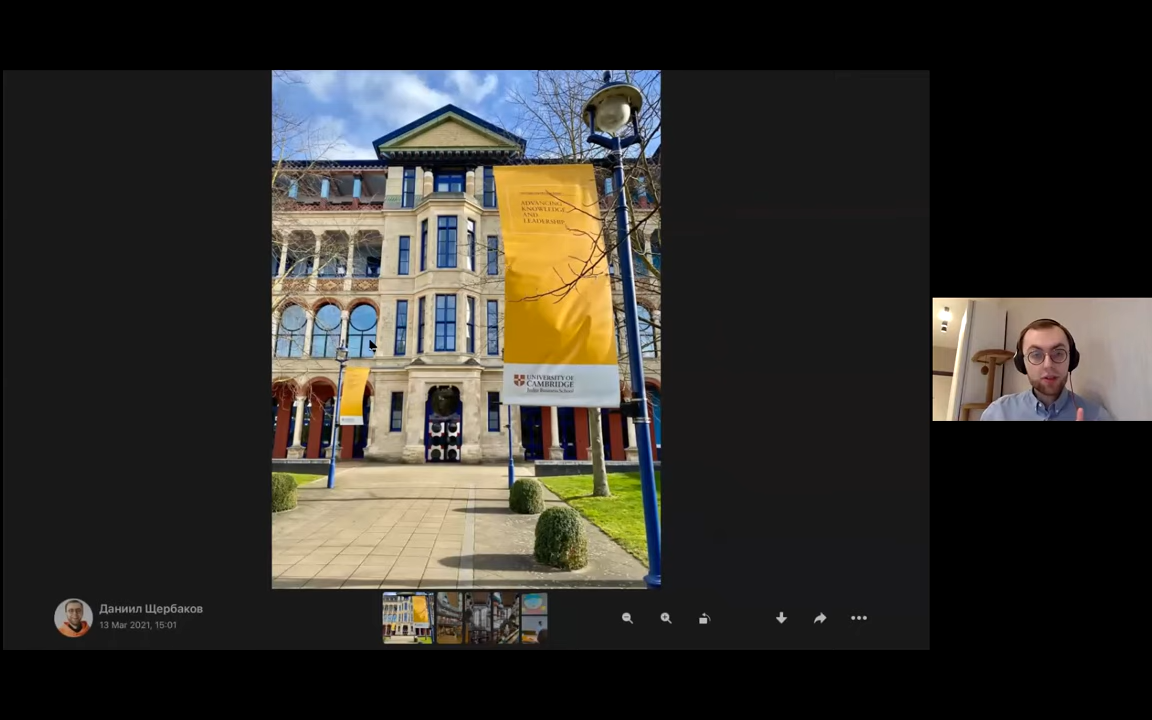 ADVANCING
KNOWLEDGE
AND
LEADERSHIP
UNIVERSITY OF
CAMBRIDGE
Judge Business School
Даниил Щербаков
13 Mar 2021, 15:01